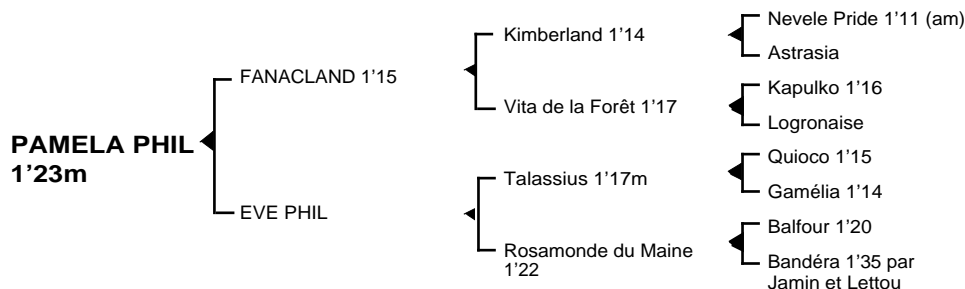 PAMELA PHIL
1’23m
FANACLAND 1’15
EVE PHIL
Kimberland 1’14
Vita de la Forêt 1’17
Talassius 1’17m
Rosamonde du Maine
1’22
Nevele Pride 1’11 (am)
Astrasia
Kapulko 1’16
Logronaise
Quioco 1’15
Gamélia 1’14
Balfour 1’20
Bandéra 1’35 par
Jamin et Lettou